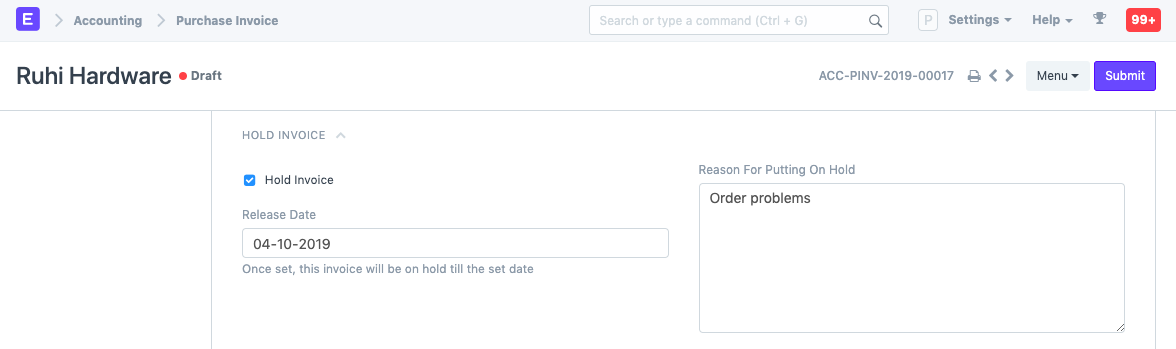 E Accounting Purchase Invoice Search or type a command (Ctrl + G) P Settings Help 99+
Ruhi Hardware Draft ACC-PINV-2019-00017 Menu Submit
HOLD INVOICE
Hold Invoice
Release Date
04-10-2019
Once set, this invoice will be on hold till the set date
Reason For Putting On Hold
Order problems